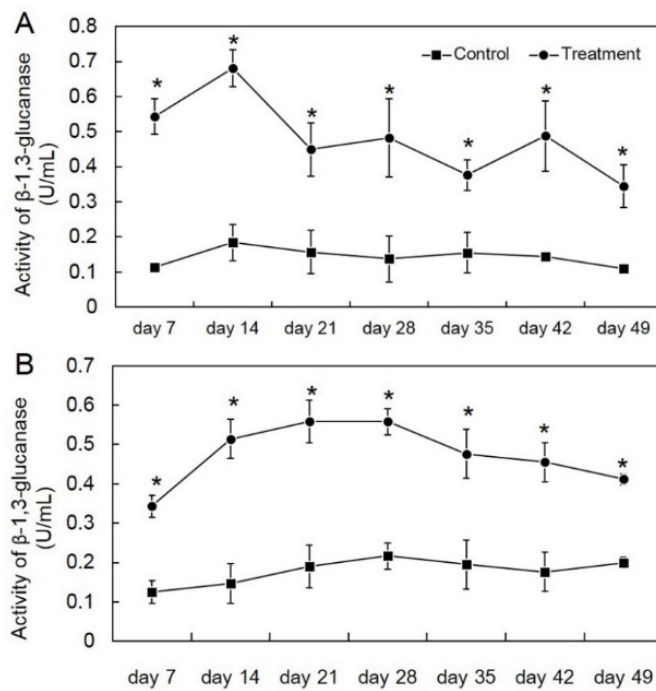 A
0.8
0.7
0.6
0.5
0.4
0.3
0.2
0.1
0
Activity of β-1,3-glucanase
(U/mL)
Control Treatment
* * * * * * *
day 7 day 14 day 21 day 28 day 35 day 42 day 49
B
0.7
0.6
0.5
0.4
0.3
0.2
0.1
0
Activity of β-1,3-glucanase
(U/mL)
* * * * * * *
day 7 day 14 day 21 day 28 day 35 day 42 day 49